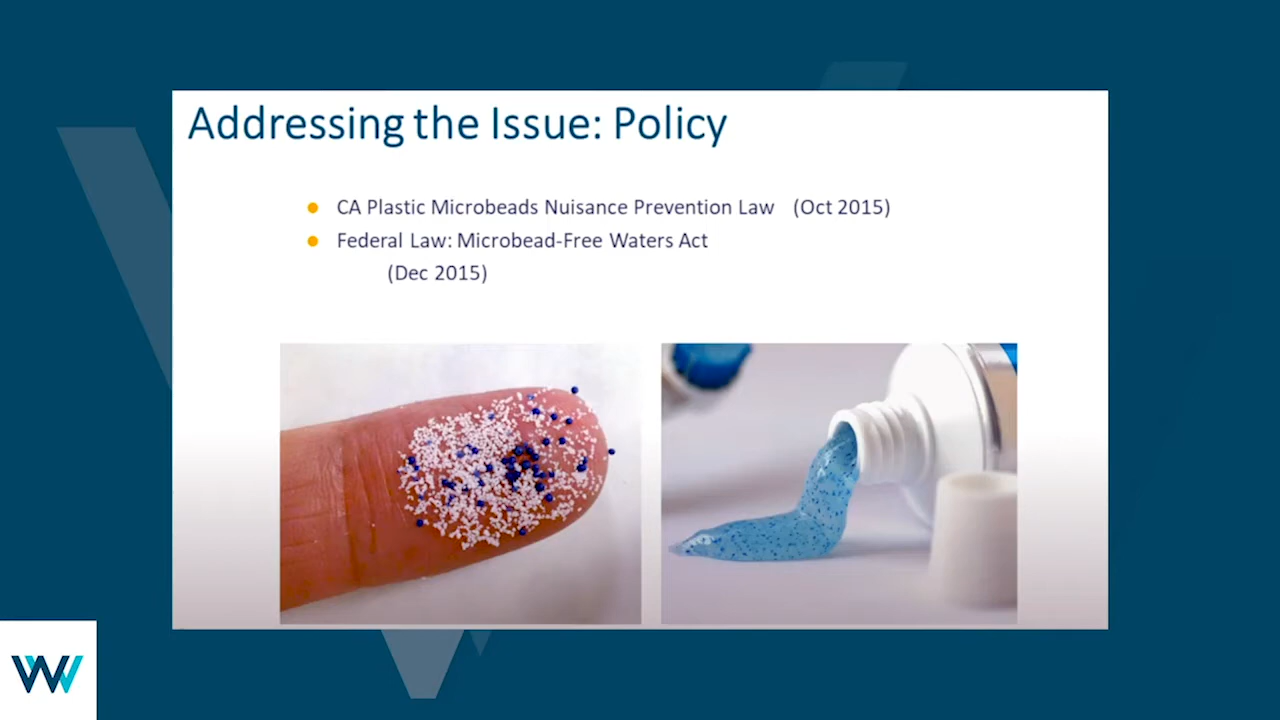 Addressing the Issue: Policy
CA Plastic Microbeads Nuisance Prevention Law (Oct 2015)
Federal Law: Microbead-Free Waters Act
(Dec 2015)